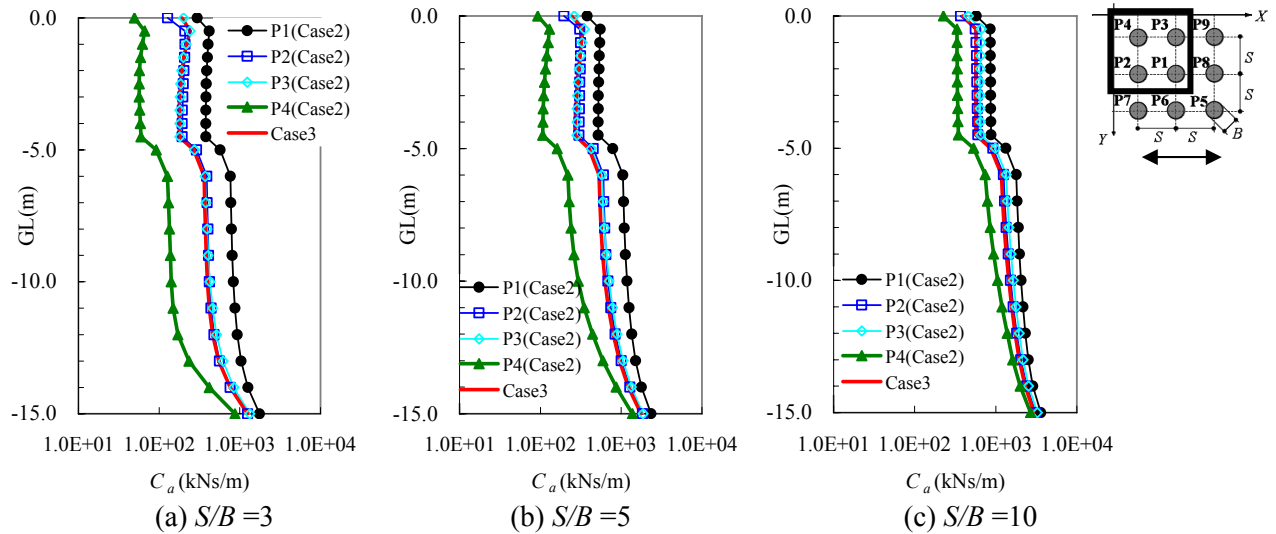 0.0
-5.0
-10.0
-15.0
GL(m)
1.0E+01 1.0E+02 1.0E+03 1.0E+04
C a (kNs/m)
P1(Case2)
P2(Case2)
P3(Case2)
P4(Case2)
Case3
(a) S/B =3
0.0
-5.0
-10.0
-15.0
GL(m)
1.0E+01 1.0E+02 1.0E+03 1.0E+04
C a (kNs/m)
P1(Case2)
P2(Case2)
P3(Case2)
P4(Case2)
Case3
(b) S/B =5
0.0
-5.0
-10.0
-15.0
GL(m)
1.0E+01 1.0E+02 1.0E+03 1.0E+04
C a (kNs/m)
P1(Case2)
P2(Case2)
P3(Case2)
P4(Case2)
Case3
(c) S/B =10
X
P4 P3 P9
S
P2 P1 P8
S
P7 P6 P5
B
Y S S